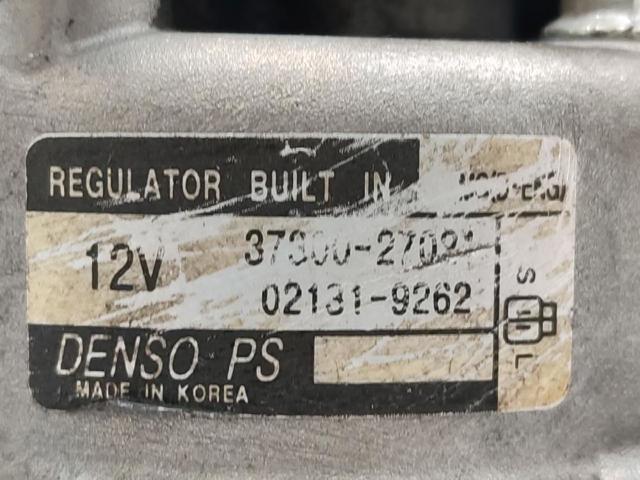 REGULATOR BUILT IN
12V
02131-9262
S
L
DENSO PS
MADE IN KOREA